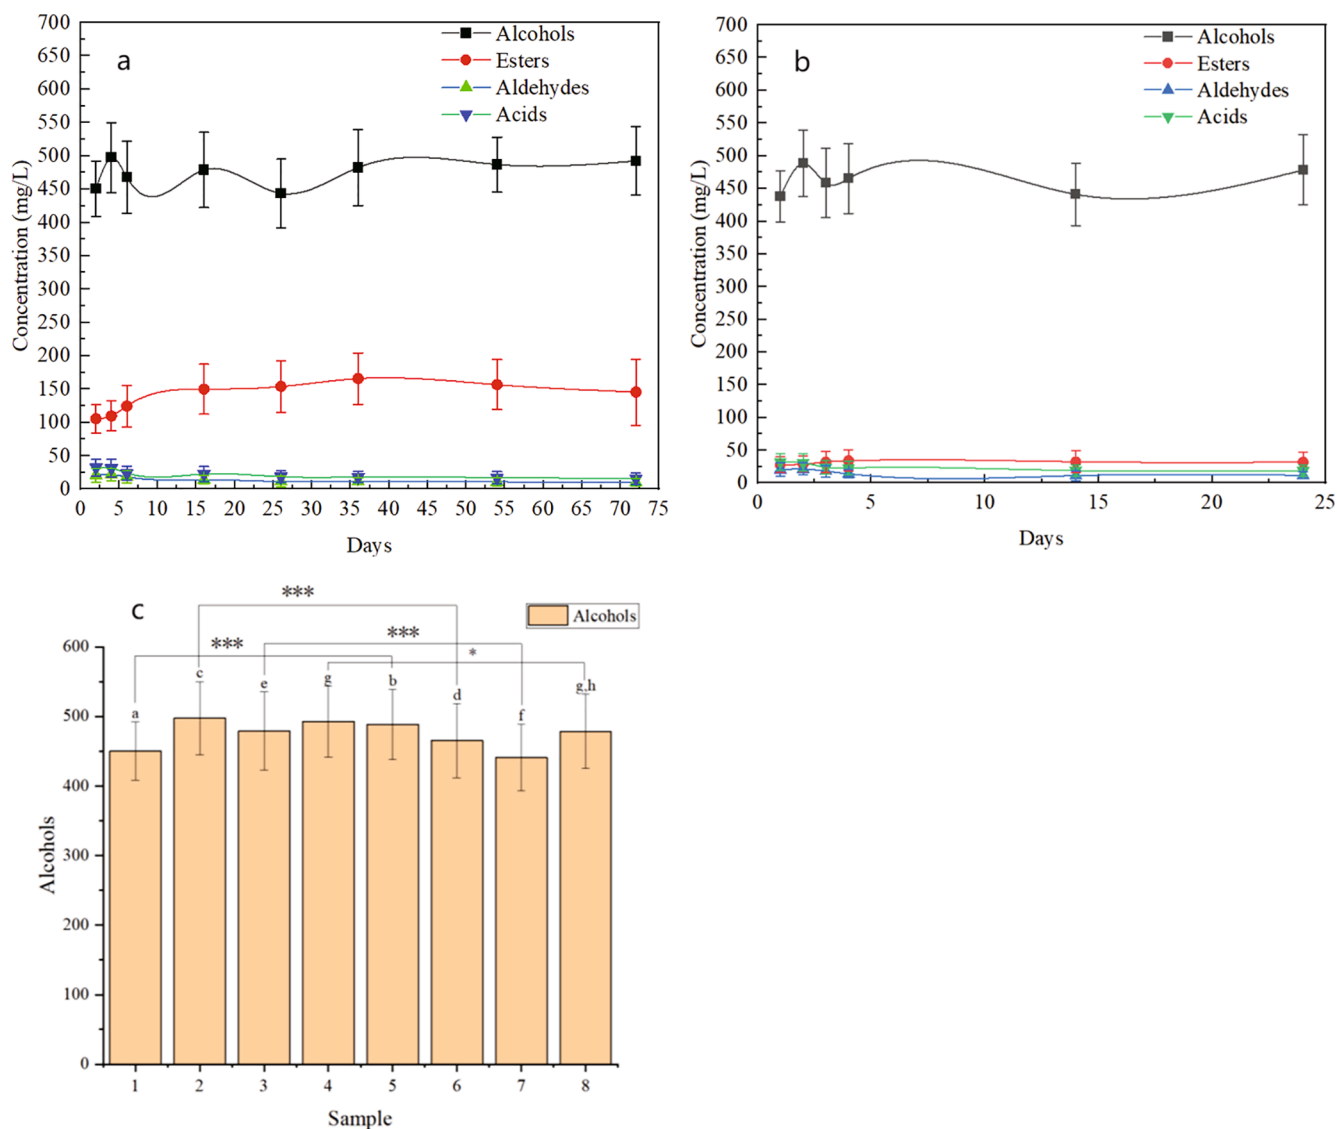 a
Alcohols
Esters
Aldehydes
Acids
700
650
600
550
500
450
400
350
300
250
200
150
100
50
0
Concentration (mg/L)
0 5 10 15 20 25 30 35 40 45 50 55 60 65 70 75
Days
b
Alcohols
Esters
Aldehydes
Acids
700
650
600
550
500
450
400
350
300
250
200
150
100
50
0
Concentration (mg/L)
0 5 10 15 20 25
Days
c
Alcohols
***
***
***
*
a c e g b d f g,h
600
500
400
300
200
100
0
Alcohols
1 2 3 4 5 6 7 8
Sample